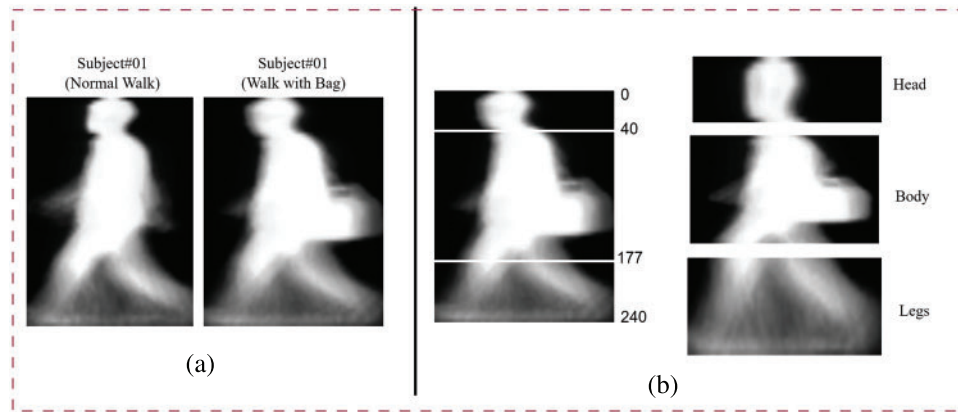 Subject#01
(Normal Walk)
Subject#01
(Walk with Bag)
(a)
0
40
177
240
Head
Body
Legs
(b)